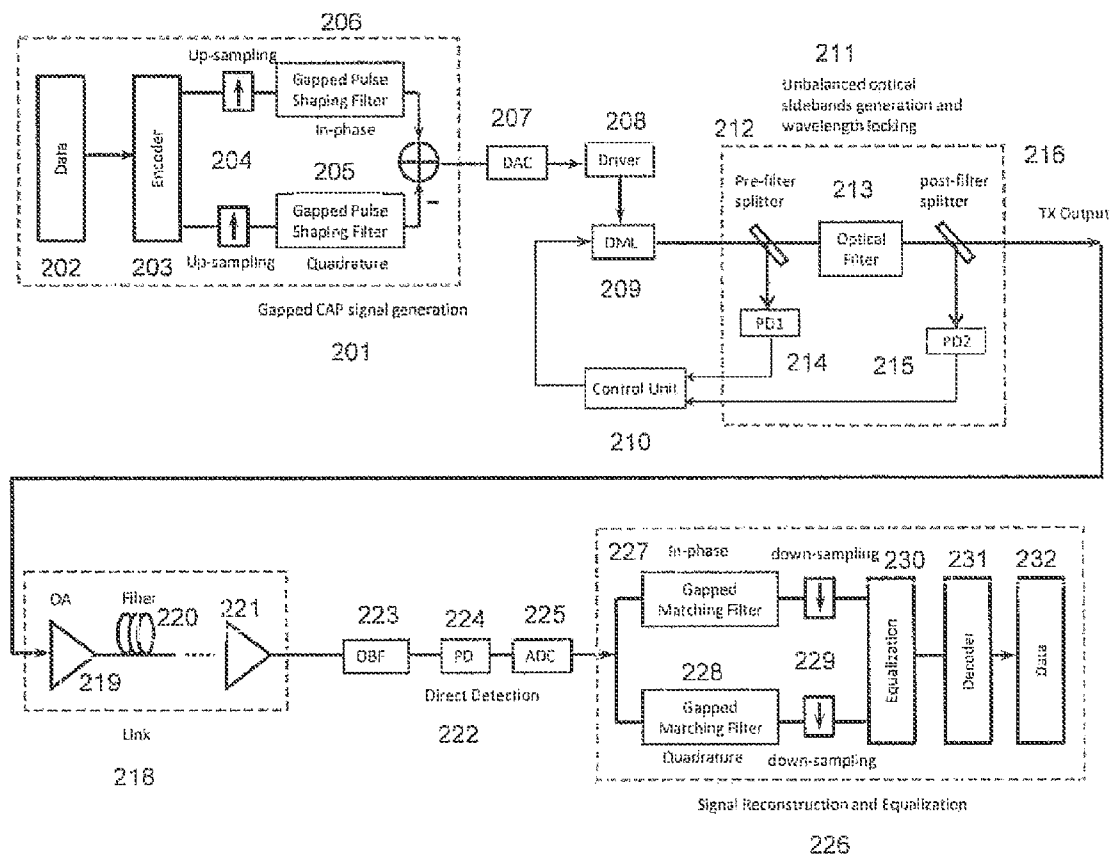 206
Up-sampling
Gapped Pulse
Shaping Filter
In-phase
Data
Encoder
204
205
Gapped Pulse
Shaping Filter
Quadrature
Up-sampling
–
202
203
Gapped CAP signal generation
201
207
DAC
208
Driver
DML
209
Control Unit
210
211
Unbalanced optical
sidebands generation and
wavelength locking
212
Pre-filter
splitter
213
Optical
Filter
post-filter
splitter
PD1
214
PD2
215
216
TX Output
OA
219
Fiber
220
221
Link
218
223
OBF
224
PD
225
ADC
Direct Detection
222
227
In-phase
Gapped
Matching Filter
down-sampling
228
Gapped
Matching Filter
Quadrature
229
down-sampling
230
Equalization
231
Decoder
232
Data
Signal Reconstruction and Equalization
226